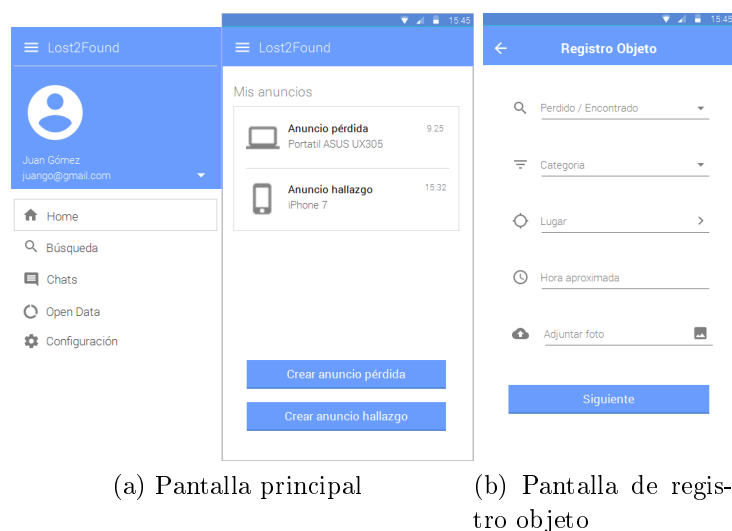 Lost2Found
Juan Gómez
juango@gmail.com
Home
Búsqueda
Chats
Open Data
Configuración
15:45
Lost2Found
Mis anuncios
Anuncio pérdida 9.25
Portatil ASUS UX305
Anuncio hallazgo 15:32
iPhone 7
Crear anuncio pérdida
Crear anuncio hallazgo
(a) Pantalla principal
15:45
Registro Objeto
Perdido / Encontrado
Categoria
Lugar
Hora aproximada
Adjuntar foto
Siguiente
(b) Pantalla de regis-
tro objeto